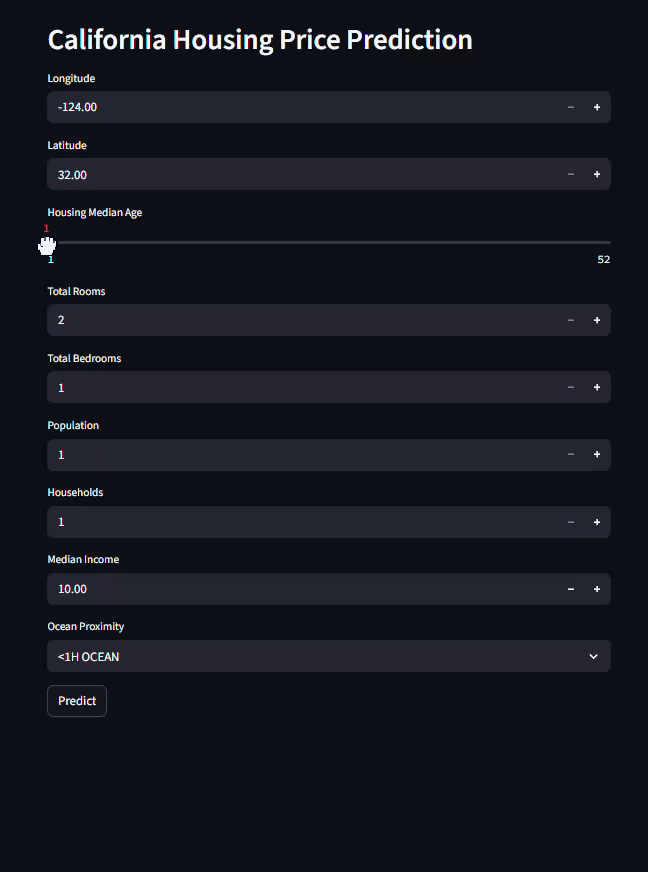 California Housing Price Prediction
Longitude
-124.00
Latitude
32.00
Housing Median Age
1
1 52
Total Rooms
2
Total Bedrooms
1
Population
1
Households
1
Median Income
10.00
Ocean Proximity
<1H OCEAN
Predict